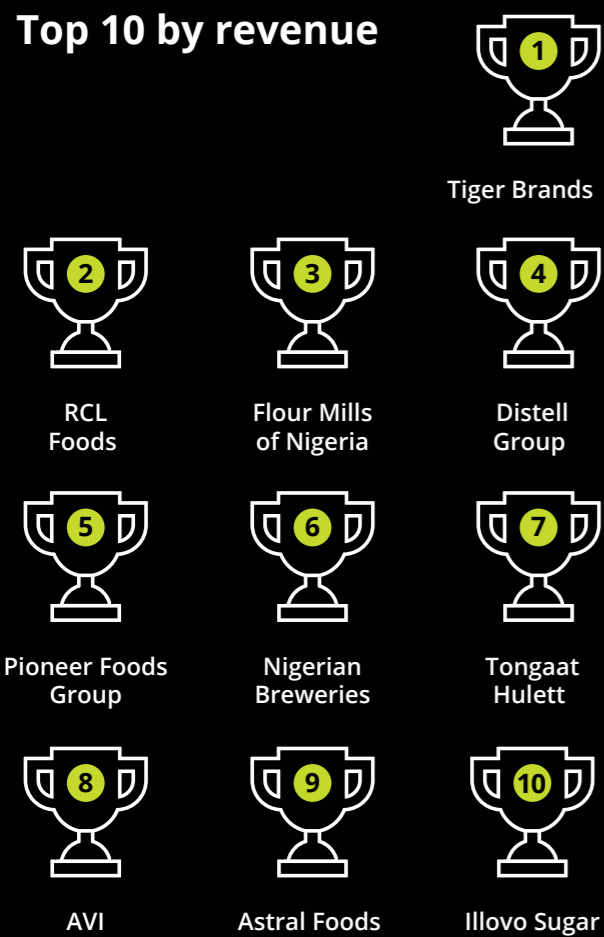 Top 10 by revenue
1
Tiger Brands
2
RCL
Foods
3
Flour Mills
of Nigeria
4
Distell
Group
5
Pioneer Foods
Group
6
Nigerian
Breweries
7
Tongaat
Hulett
8
AVI
9
Astral Foods
10
Illovo Sugar